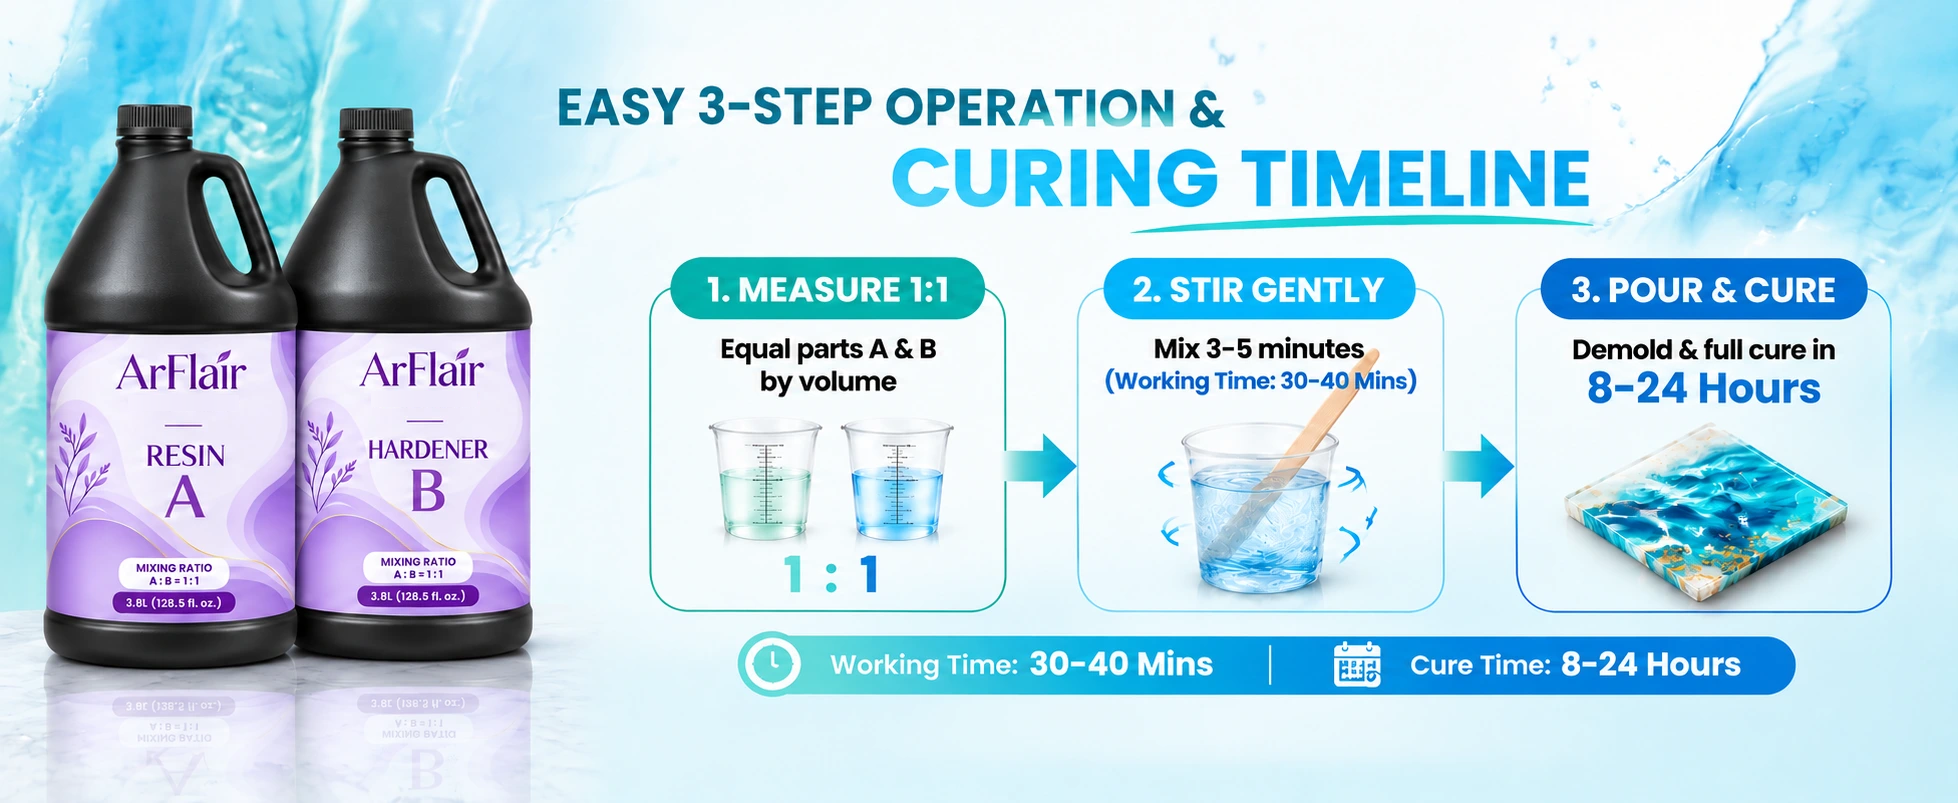 EASY 3-STEP OPERATION &
CURING TIMELINE
ArFlair
RESIN
A
MIXING RATIO
A:B=1:1
3.8L (128.5 fl. oz.)
ArFlair
HARDENER
B
MIXING RATIO
A:B=1:1
3.8L (128.5 fl. oz.)
1. MEASURE 1:1
Equal parts A & B
by volume
1 : 1
2. STIR GENTLY
Mix 3-5 minutes
(Working Time: 30-40 Mins)
3. POUR & CURE
Demold & full cure in
8-24 Hours
Working Time: 30-40 Mins
Cure Time: 8-24 Hours